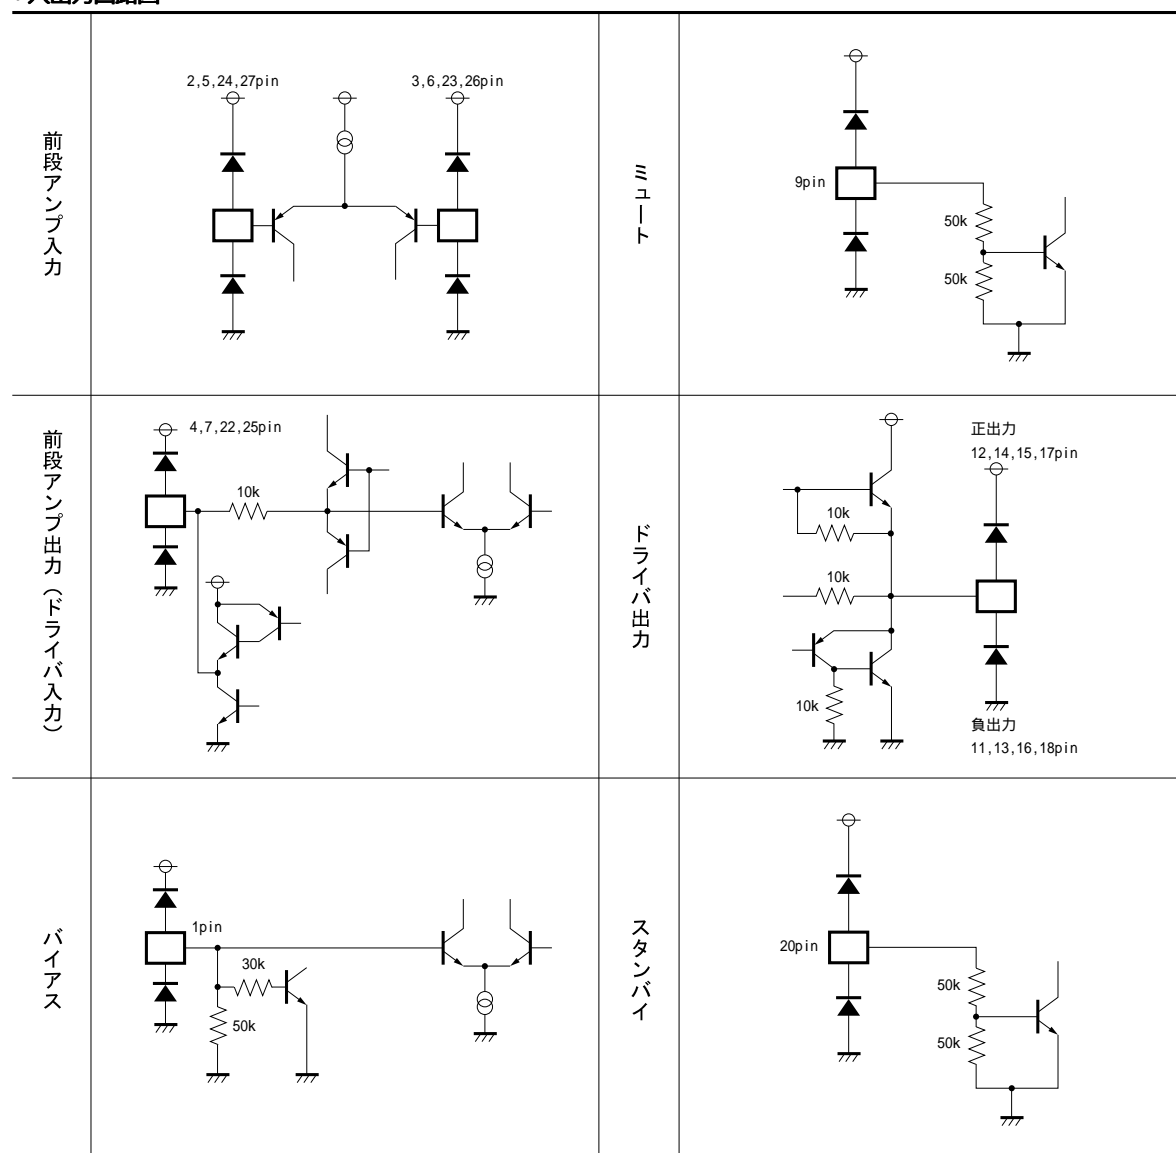 前段アンプ入力
2,5,24,27pin
3,6,23,26pin
ミュート
9pin
50k
50k
前段アンプ出力(ドライバ入力)
4,7,22,25pin
10k
ドライバ出力
正出力
12,14,15,17pin
10k
10k
10k
負出力
11,13,16,18pin
バイアス
1pin
30k
50k
スタンバイ
20pin
50k
50k